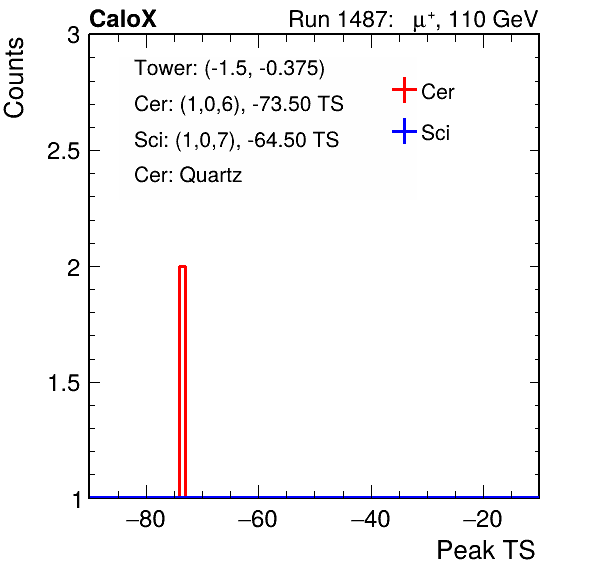 CaloX Run 1487: μ⁺, 110 GeV
Counts
3
2.5
2
1.5
1
Tower: (-1.5, -0.375)
Cer: (1,0,6), -73.50 TS
Sci: (1,0,7), -64.50 TS
Cer: Quartz
Cer
Sci
−80 −60 −40 −20
Peak TS